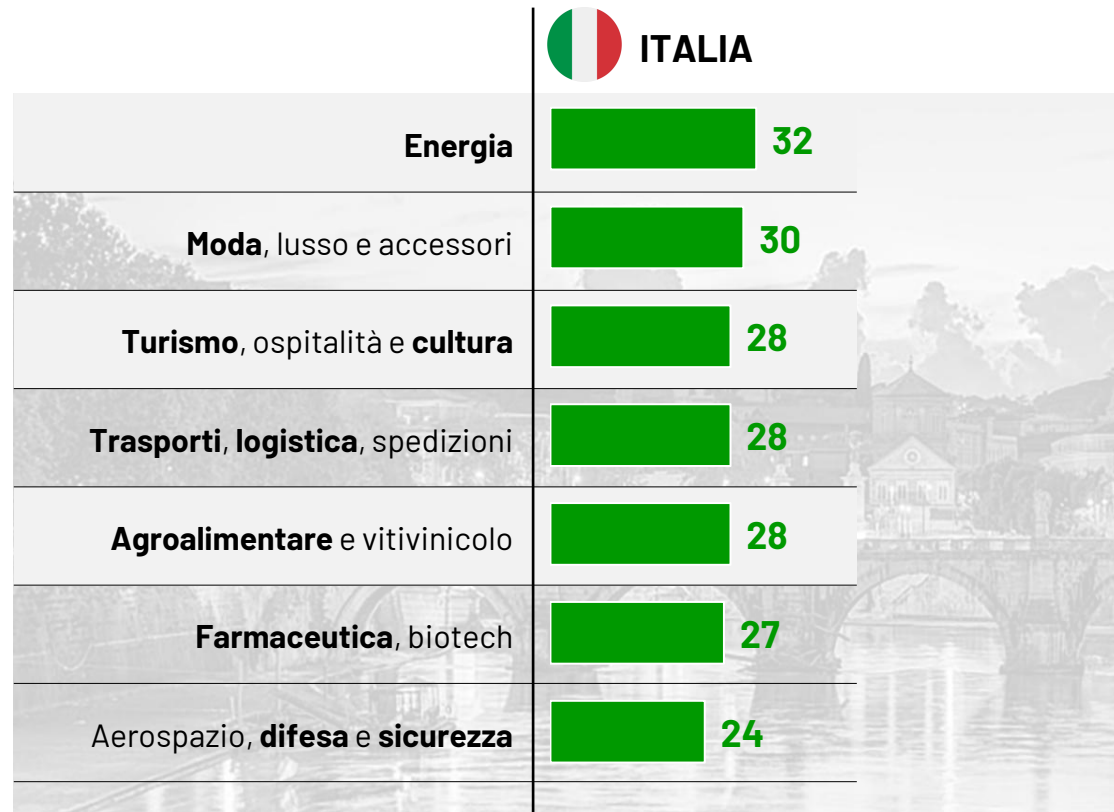 ITALIA
Energia 32
Moda, lusso e accessori 30
Turismo, ospitalità e cultura 28
Trasporti, logistica, spedizioni 28
Agroalimentare e vitivinicolo 28
Farmaceutica, biotech 27
Aerospazio, difesa e sicurezza 24